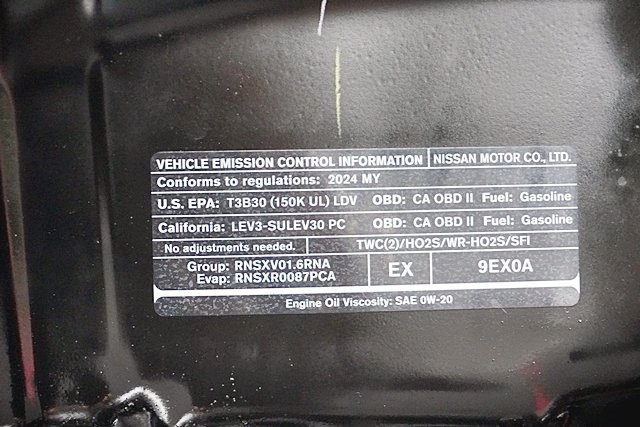 VEHICLE EMISSION CONTROL INFORMATION NISSAN MOTOR CO., LTD.
Conforms to regulations: 2024 MY
U.S. EPA: T3B30 (150K UL) LDV OBD: CA OBD II Fuel: Gasoline
California: LEV3-SULEV30 PC OBD: CA OBD II Fuel: Gasoline
No adjustments needed. TWC(2)/HO2S/WR-HO2S/SFI
Group: RNSXV01.6RNA
Evap: RNSXR0087PCA
EX
9EX0A
Engine Oil Viscosity: SAE 0W-20